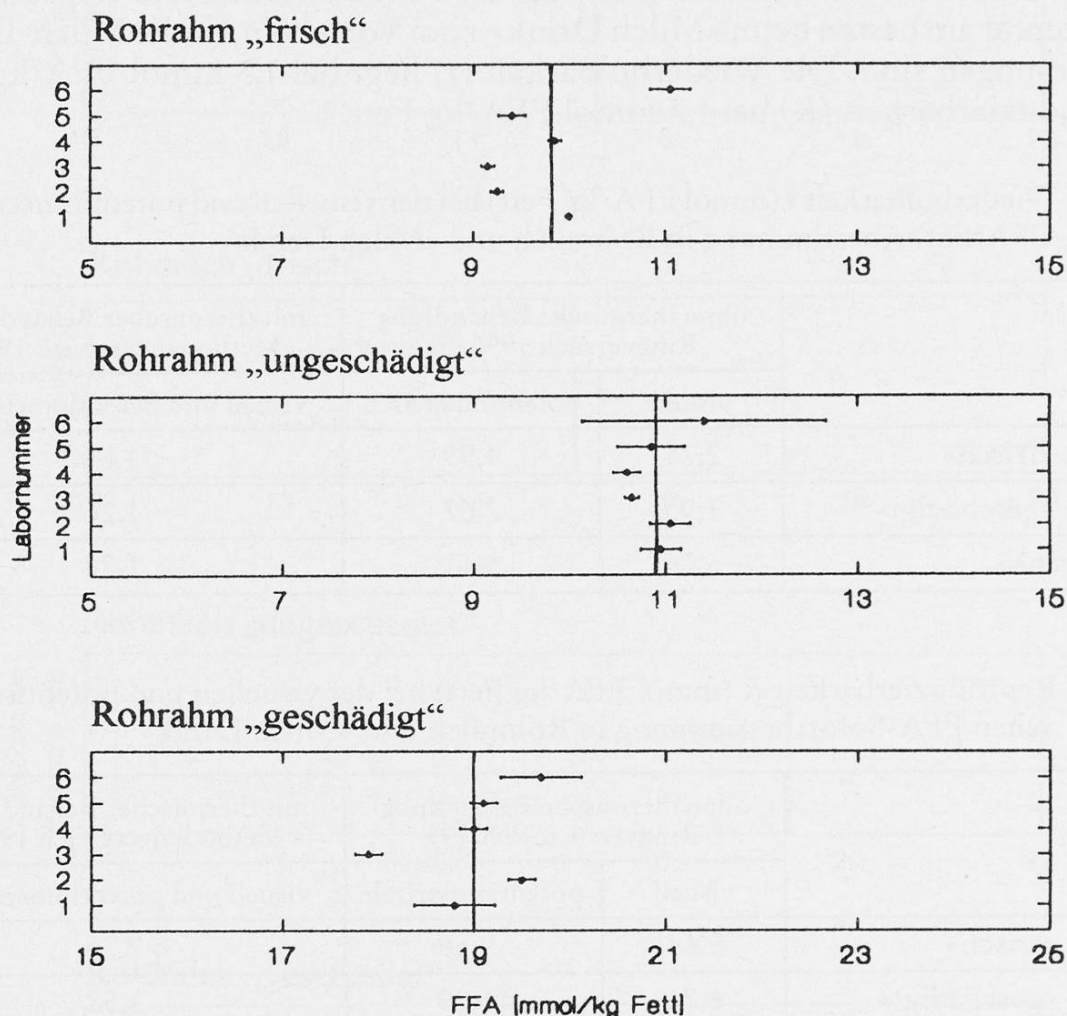 Rohrahm „frisch“
6
5
4
3
2
1
5 7 9 11 13 15
Rohrahm „ungeschädigt“
Labornummer
6
5
4
3
2
1
5 7 9 11 13 15
Rohrahm „geschädigt“
6
5
4
3
2
1
15 17 19 21 23 25
FFA (mmol/kg Fett)